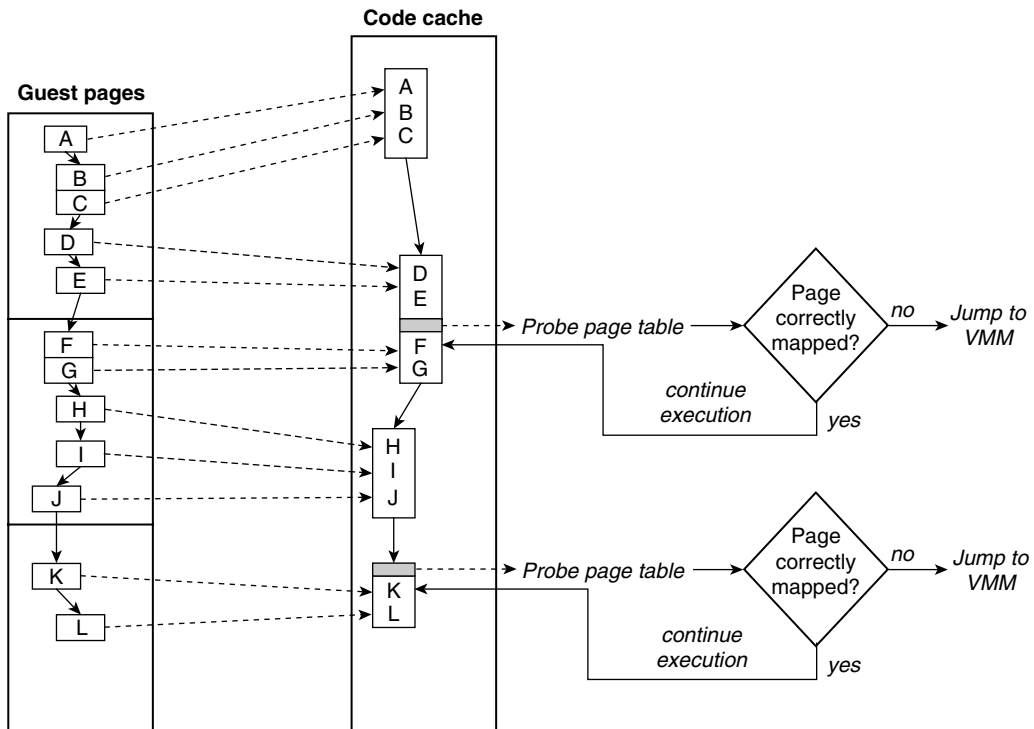 Code cache
Guest pages
A
B
C
D
E
F
G
H
I
J
K
L
A
B
C
D
E
F
G
H
I
J
K
L
Probe page table
Page
correctly
mapped?
no
Jump to
VMM
continue
execution
yes
Probe page table
Page
correctly
mapped?
no
Jump to
VMM
continue
execution
yes